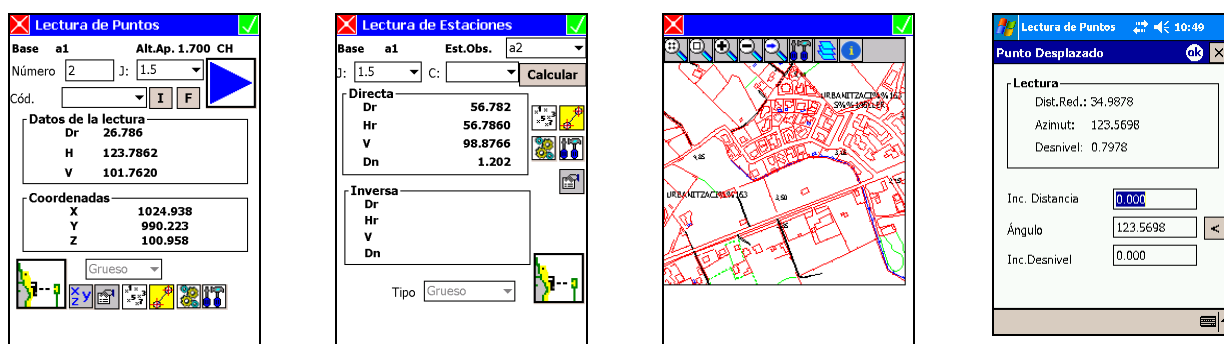 Lectura de Puntos
Base a1 Alt.Ap. 1.700 CH
Número 2 J: 1.5
Cód. I F
Datos de la lectura
Dr 26.786
H 123.7862
V 101.7620
Coordenadas
X 1024.938
Y 990.223
Z 100.958
Grueso
Lectura de Estaciones
Base a1 Est.Obs. a2
J: 1.5 C: Calcular
Directa
Dr 56.782
Hr 56.7860
V 98.8766
Dn 1.202
Inversa
Dr
Hr
V
Dn
Tipo Grueso
URBANITZACI%%163
3,60
Lectura de Puntos 10:49
Punto Desplazado ok
Lectura
Dist.Red.: 34.9878
Azimut: 123.5698
Desnivel: 0.7978
Inc. Distancia 0.000
Ángulo 123.5698 <
Inc.Desnivel 0.000